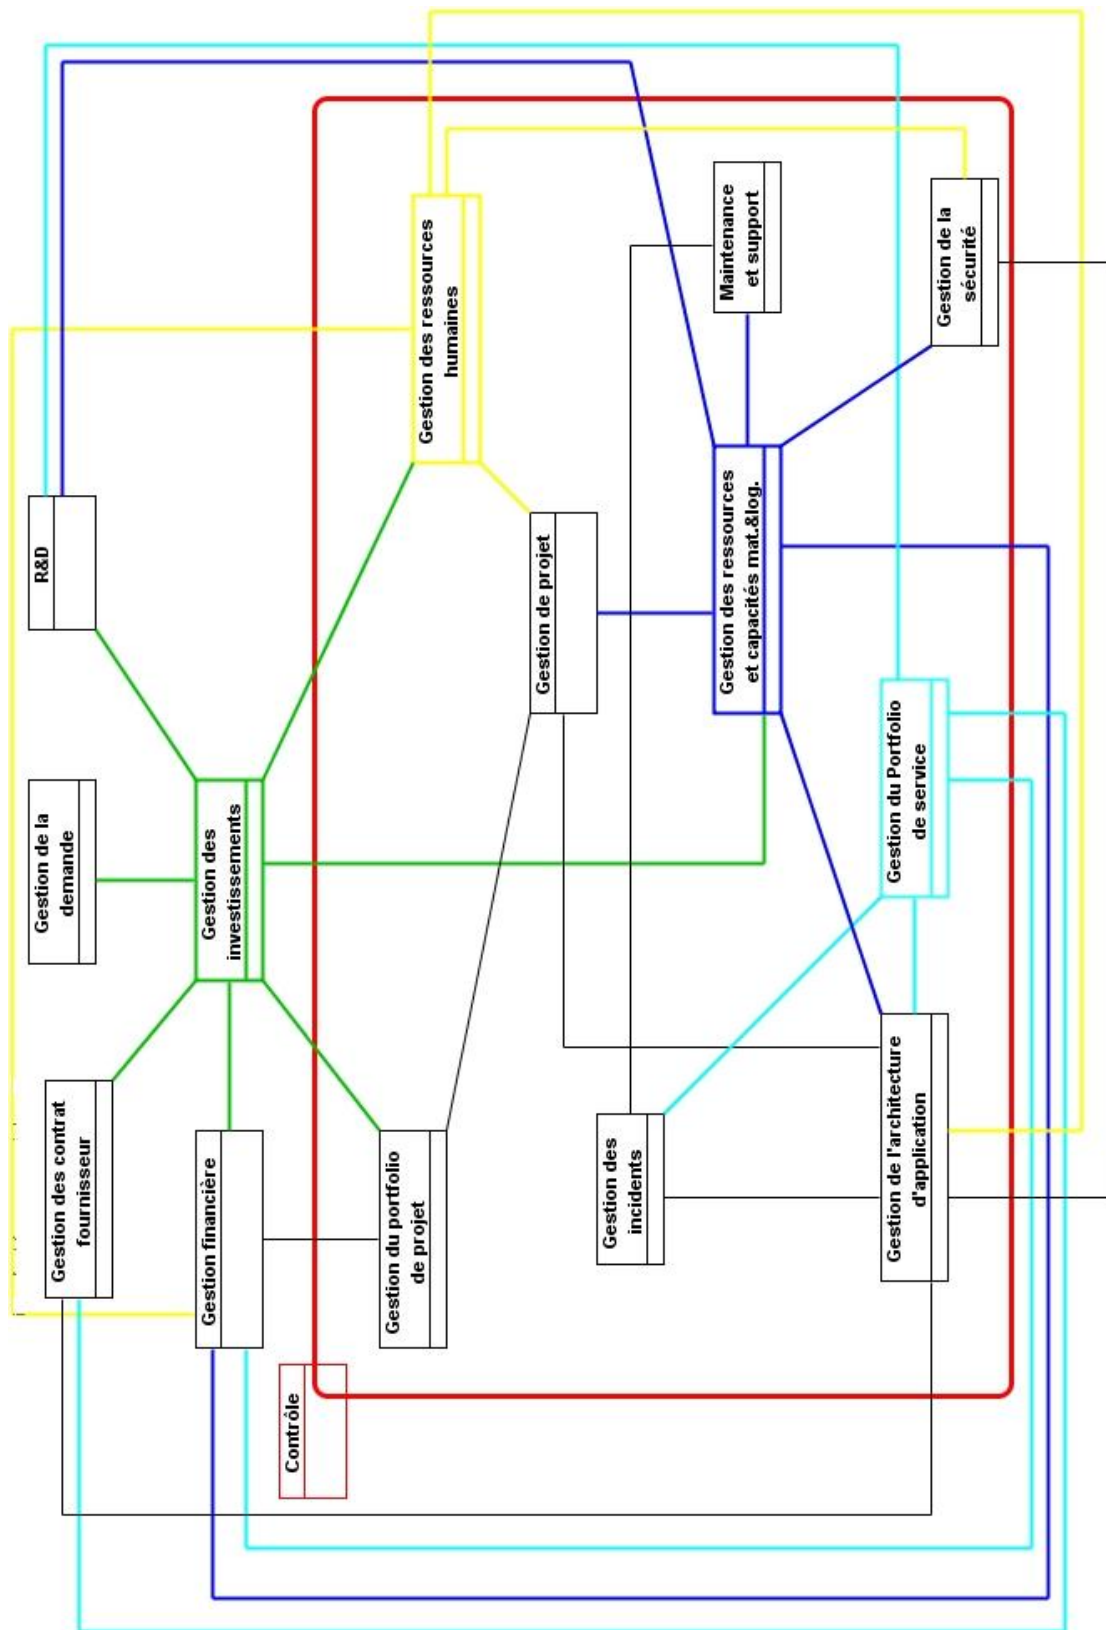 Gestion des contrat
fournisseur
Gestion de la
demande
R&D
Gestion financière
Gestion des
investissements
Contrôle
Gestion du portfolio
de projet
Gestion des ressources
humaines
Gestion de projet
Gestion des
incidents
Gestion des ressources
et capacités mat.&log.
Maintenance
et support
Gestion de l'architecture
d'application
Gestion du Portfolio
de service
Gestion de la
sécurité